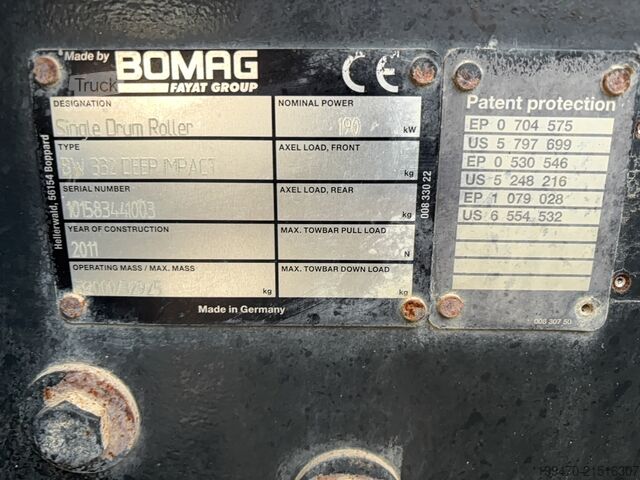 Made by BOMAG
FAYAT GROUP
CE
Truck
DESIGNATION
Single Drum Roller
NOMINAL POWER
190 kW
TYPE
BW 332 DEEP IMPACT
AXEL LOAD, FRONT
kg
SERIAL NUMBER
101583441003
AXEL LOAD, REAR
kg
YEAR OF CONSTRUCTION
2011
MAX. TOWBAR PULL LOAD
N
OPERATING MASS / MAX. MASS
kg
MAX. TOWBAR DOWN LOAD
kg
Made in Germany
Hellerwald, 56154 Boppard
008 330 22
Patent protection
EP 0 704 575
US 5 797 699
EP 0 530 546
US 5 248 216
EP 1 079 028
US 6 554 532
008 307 50